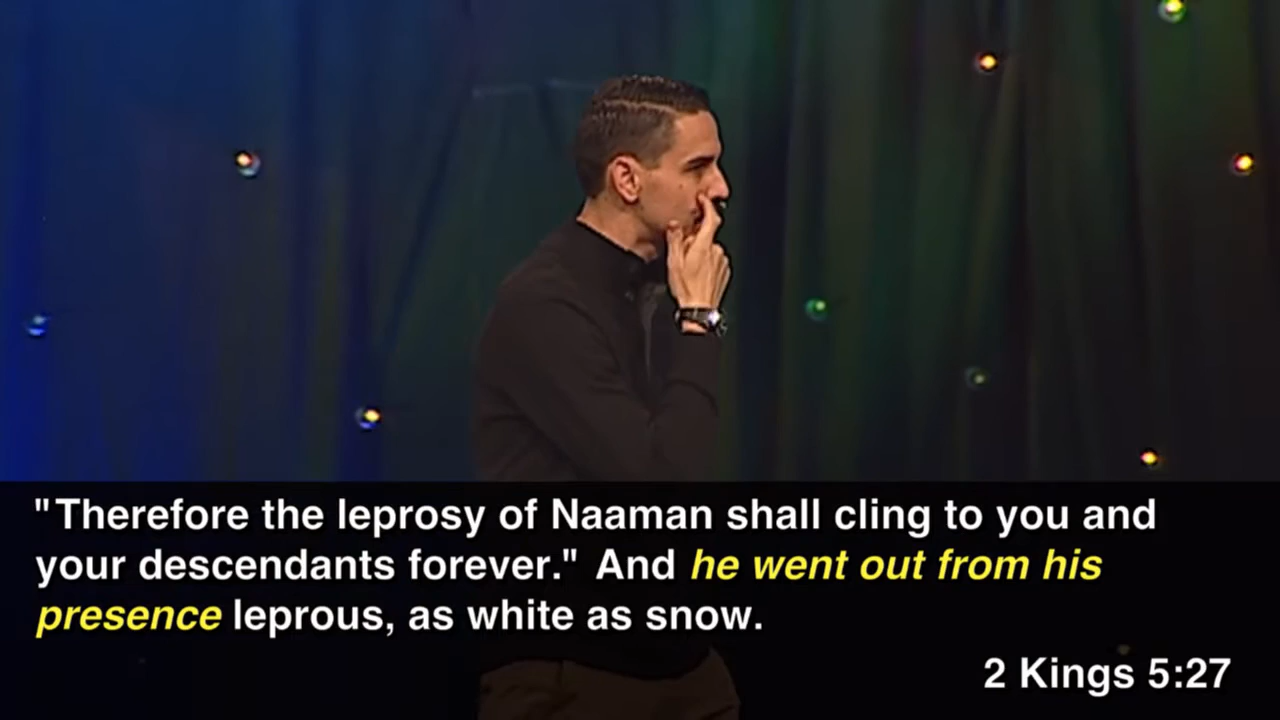 "Therefore the leprosy of Naaman shall cling to you and
your descendants forever." And he went out from his
presence leprous, as white as snow.
2 Kings 5:27